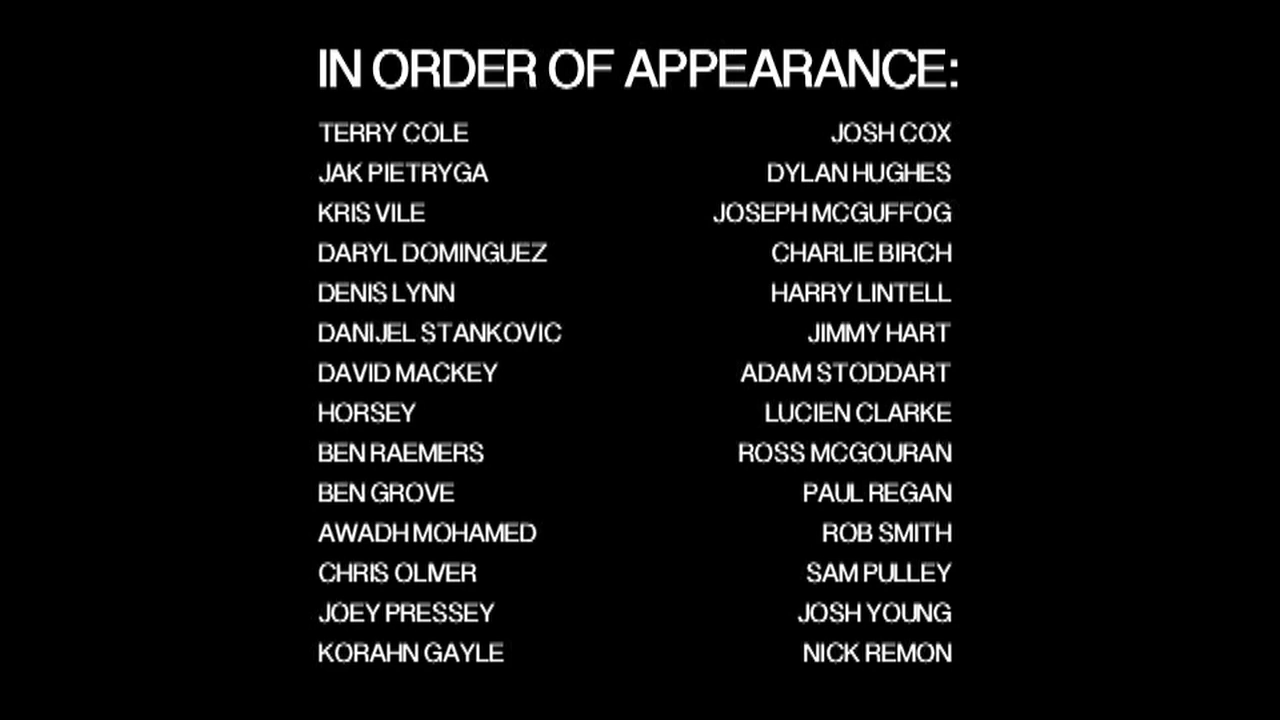 IN ORDER OF APPEARANCE:
TERRY COLE JOSH COX
JAK PIETRYGA DYLAN HUGHES
KRIS VILE JOSEPH MCGUFFOG
DARYL DOMINGUEZ CHARLIE BIRCH
DENIS LYNN HARRY LINTELL
DANIJEL STANKOVIC JIMMY HART
DAVID MACKEY ADAM STODDART
HORSEY LUCIEN CLARKE
BEN RAEMERS ROSS MCGOURAN
BEN GROVE PAUL REGAN
AWADH MOHAMED ROB SMITH
CHRIS OLIVER SAM PULLEY
JOEY PRESSEY JOSH YOUNG
KORAHN GAYLE NICK REMON